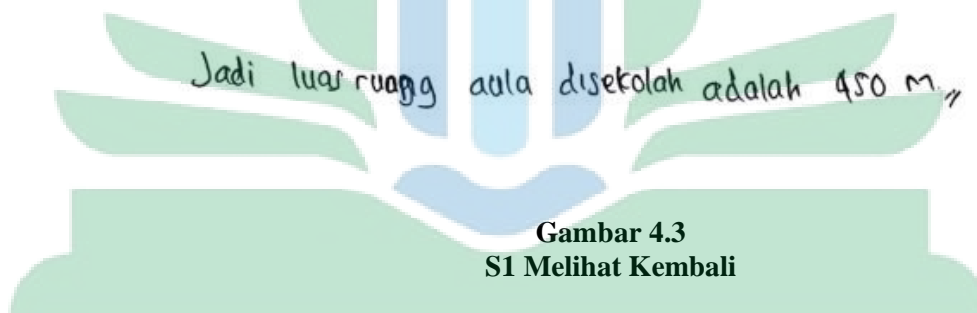 Jadi luas ruang aula disekolah adalah 450 m
Gambar 4.3
S1 Melihat Kembali